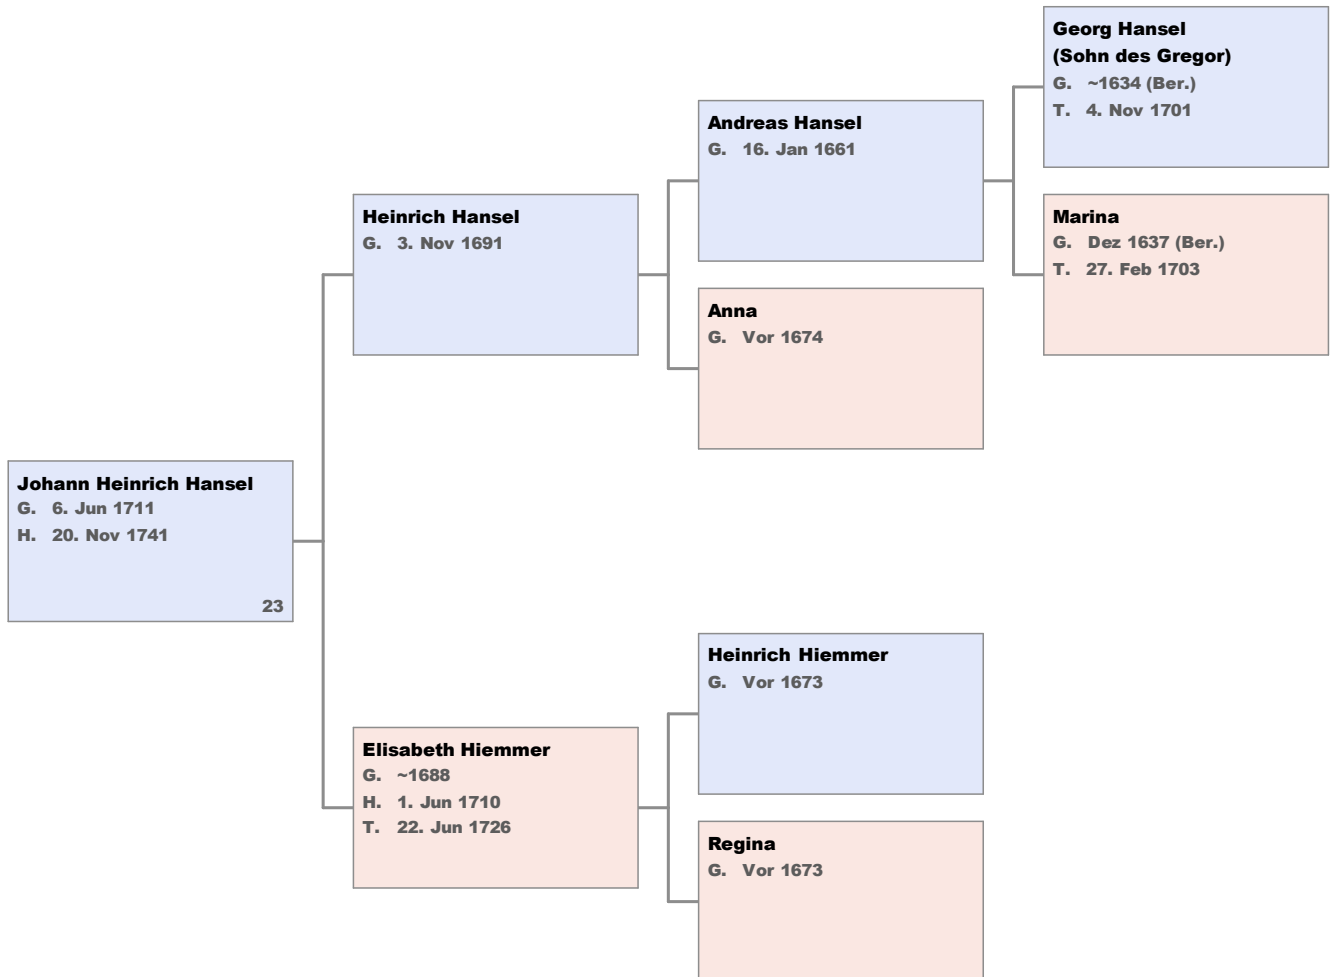 Georg Hansel
(Sohn des Gregor)
G. ~1634 (Ber.)
T. 4. Nov 1701
Andreas Hansel
G. 16. Jan 1661
Heinrich Hansel
G. 3. Nov 1691
Marina
G. Dez 1637 (Ber.)
T. 27. Feb 1703
Anna
G. Vor 1674
Johann Heinrich Hansel
G. 6. Jun 1711
H. 20. Nov 1741
23
Heinrich Hiemmer
G. Vor 1673
Elisabeth Hiemmer
G. ~1688
H. 1. Jun 1710
T. 22. Jun 1726
Regina
G. Vor 1673